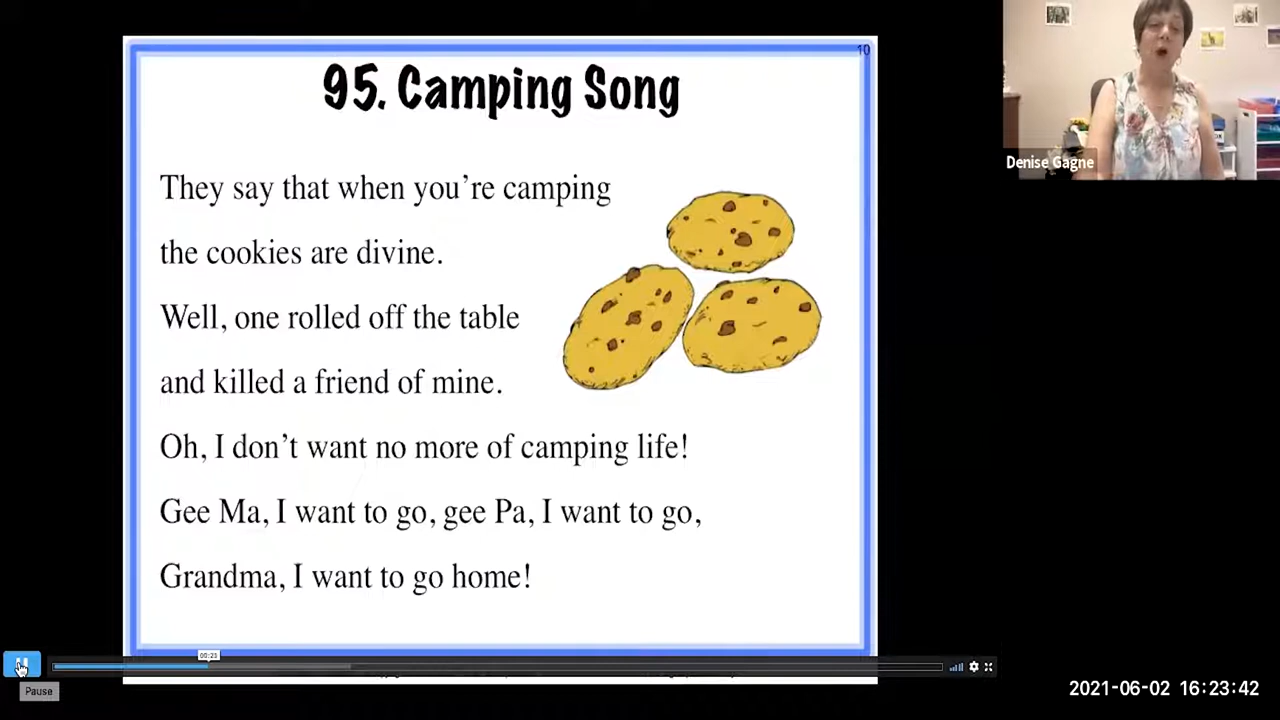 10
95. Camping Song
They say that when you're camping
the cookies are divine.
Well, one rolled off the table
and killed a friend of mine.
Oh, I don't want no more of camping life!
Gee Ma, I want to go, gee Pa, I want to go,
Grandma, I want to go home!
Denise Gagne
00:25
Pause
2021-06-02 16:23:42